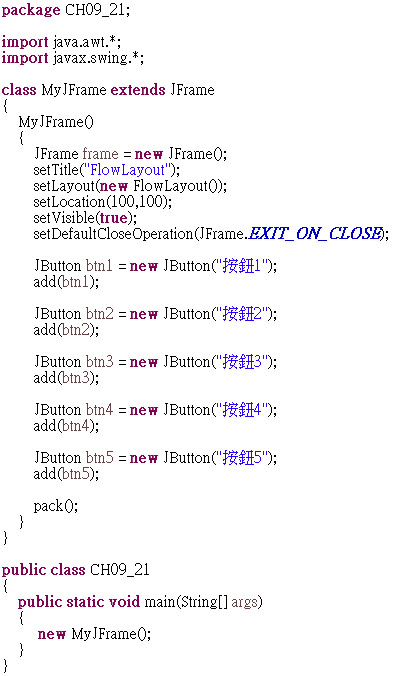 package CH09_21;
import java.awt.*;
import javax.swing.*;
class MyJFrame extends JFrame
{
MyJFrame()
{
JFrame frame = new JFrame();
setTitle("FlowLayout");
setLayout(new FlowLayout());
setLocation(100,100);
setVisible(true);
setDefaultCloseOperation(JFrame.EXIT_ON_CLOSE);
JButton btn1 = new JButton("按鈕1");
add(btn1);
JButton btn2 = new JButton("按鈕2");
add(btn2);
JButton btn3 = new JButton("按鈕3");
add(btn3);
JButton btn4 = new JButton("按鈕4");
add(btn4);
JButton btn5 = new JButton("按鈕5");
add(btn5);
pack();
}
}
public class CH09_21
{
public static void main(String[] args)
{
new MyJFrame();
}
}